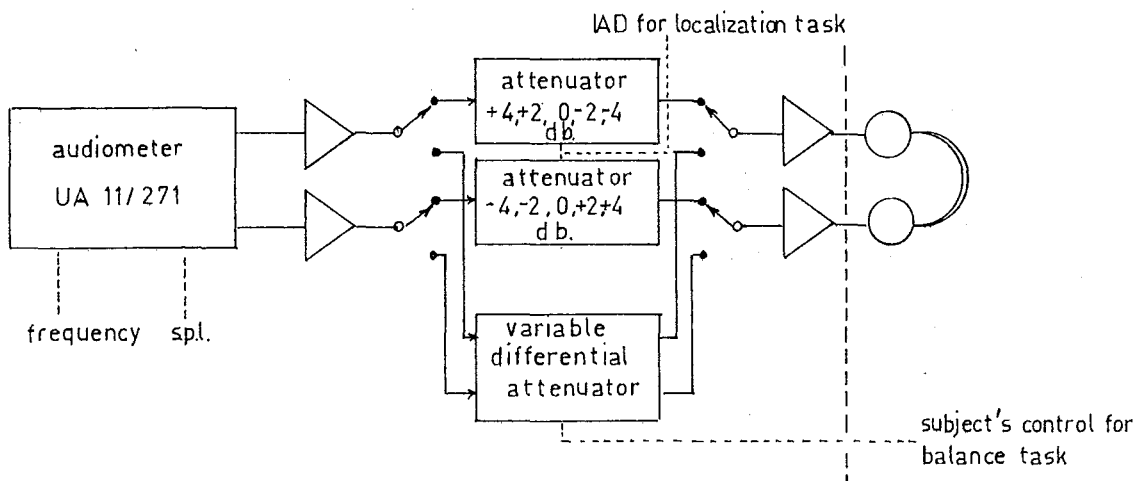 IAD for localization task
attenuator
+4,+2, 0,-2,-4
db.
audiometer
UA 11/271
attenuator
-4,-2, 0,+2,+4
db.
frequency
s.p.l.
variable
differential
attenuator
subject's control for
balance task